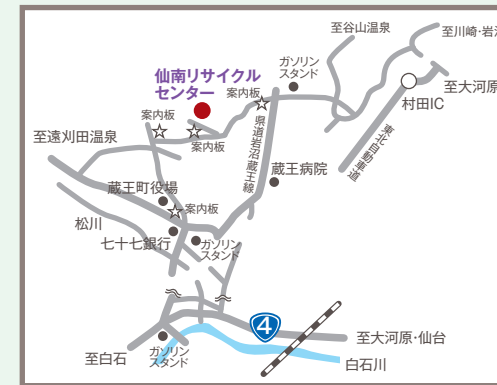 至谷山温泉
至川崎・岩沼
ガソリン
スタンド
仙南リサイクル
センター
案内板
至大河原
村田IC
案内板
至遠刈田温泉
案内板
県道岩沼蔵王線
東北自動車道
蔵王病院
蔵王町役場
案内板
松川
七十七銀行
ガソリン
スタンド
4
至大河原・仙台
至白石
ガソリン
スタンド
白石川